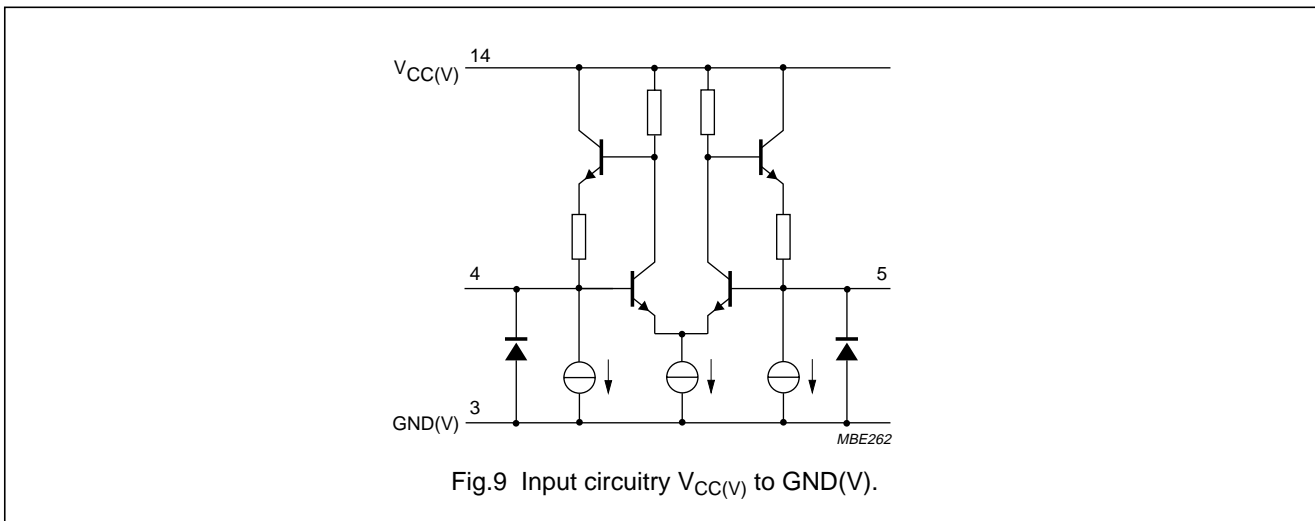 14
V_CC(V)
4
5
3
GND(V)
MBE262
Fig.9 Input circuitry V_CC(V) to GND(V).